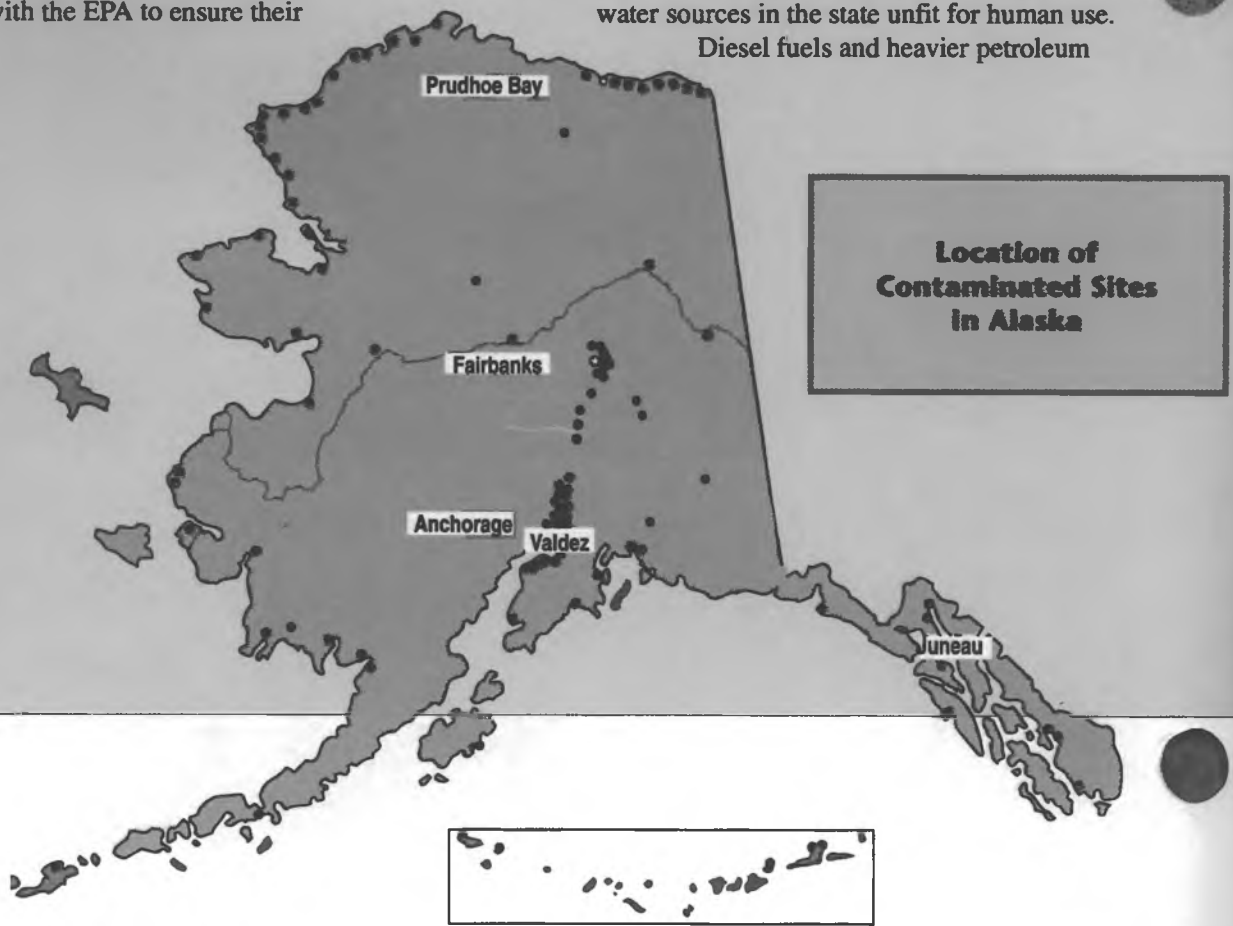 with the EPA to ensure their
water sources in the state unfit for human use.
Diesel fuels and heavier petroleum
Prudhoe Bay
Location of
Contaminated Sites
in Alaska
Fairbanks
Anchorage
Valdez
Juneau